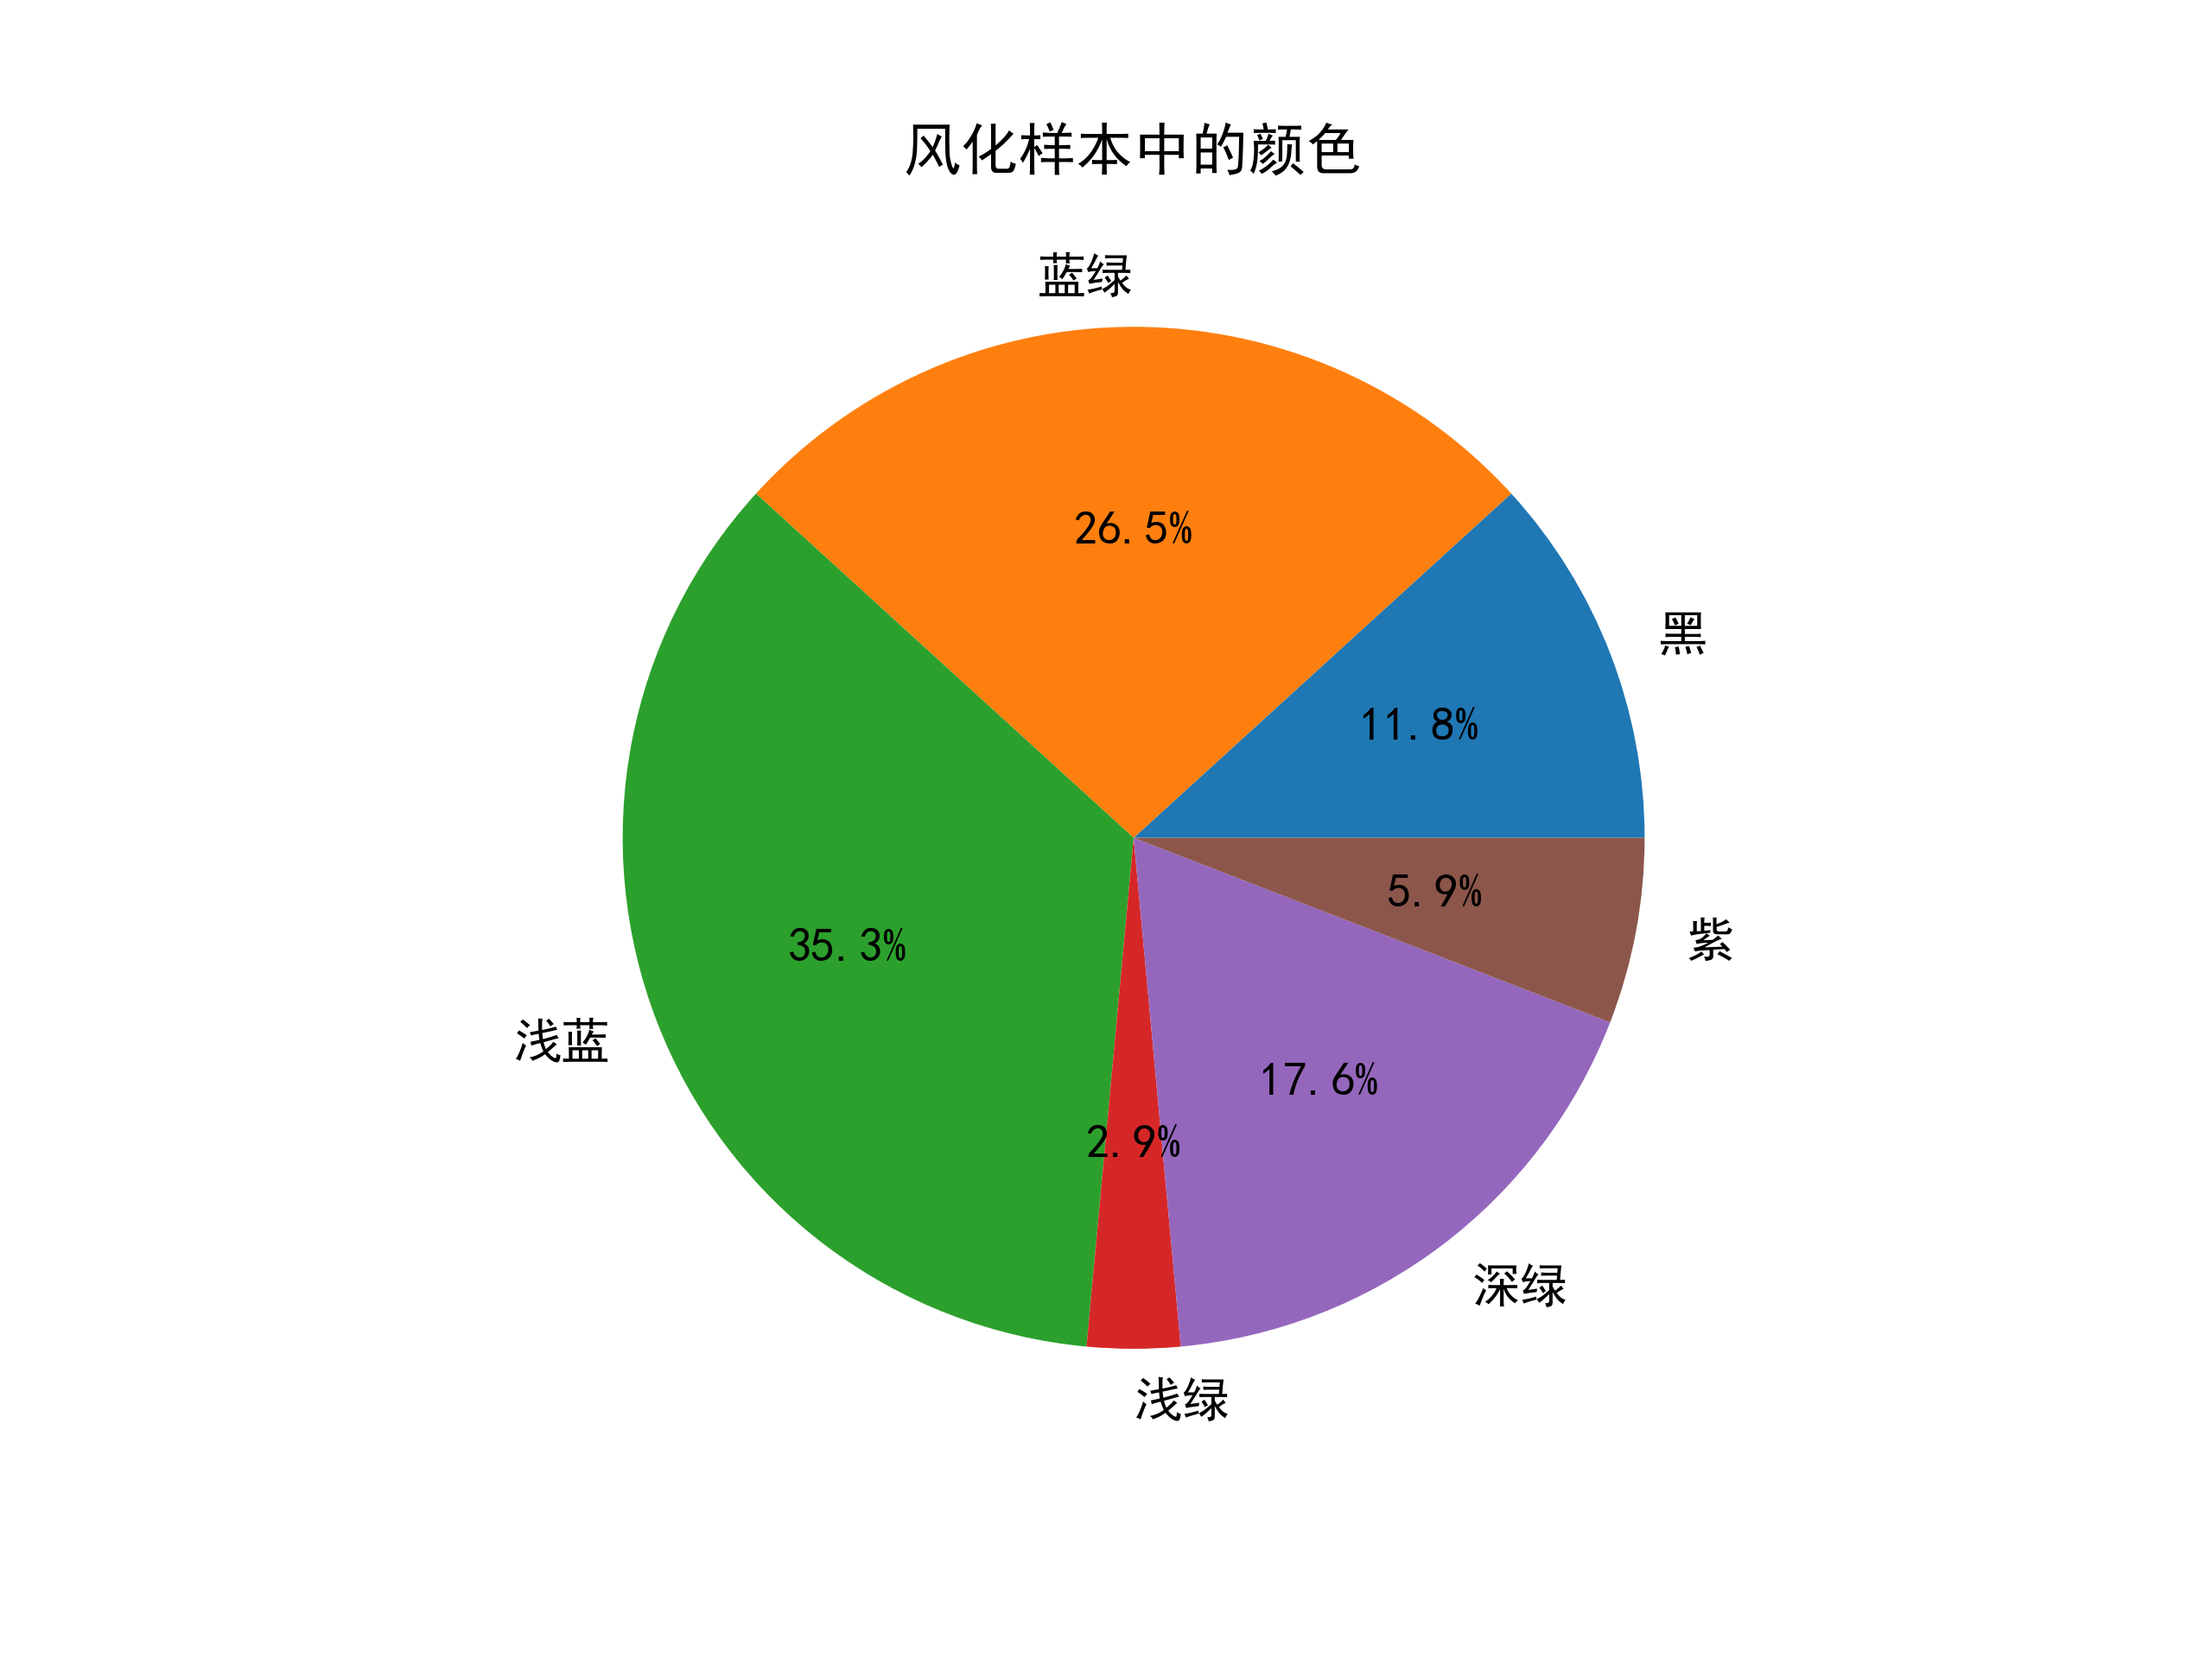 风化样本中的颜色
蓝绿
26.5%
黑
11.8%
5.9%
紫
35.3%
浅蓝
17.6%
2.9%
深绿
浅绿